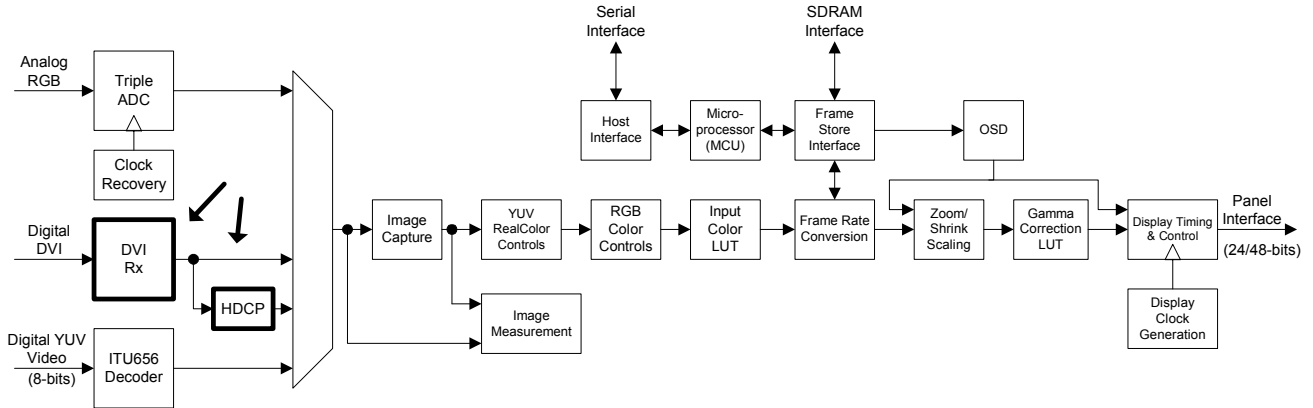 Serial
Interface
SDRAM
Interface
Analog
RGB
Triple
ADC
Clock
Recovery
Host
Interface
Micro-
processor
(MCU)
Frame
Store
Interface
OSD
Digital
DVI
DVI
Rx
HDCP
Digital YUV
Video
(8-bits)
ITU656
Decoder
Image
Capture
YUV
RealColor
Controls
RGB
Color
Controls
Input
Color
LUT
Frame Rate
Conversion
Zoom/
Shrink
Scaling
Gamma
Correction
LUT
Display Timing
& Control
Panel
Interface
(24/48-bits)
Image
Measurement
Display
Clock
Generation